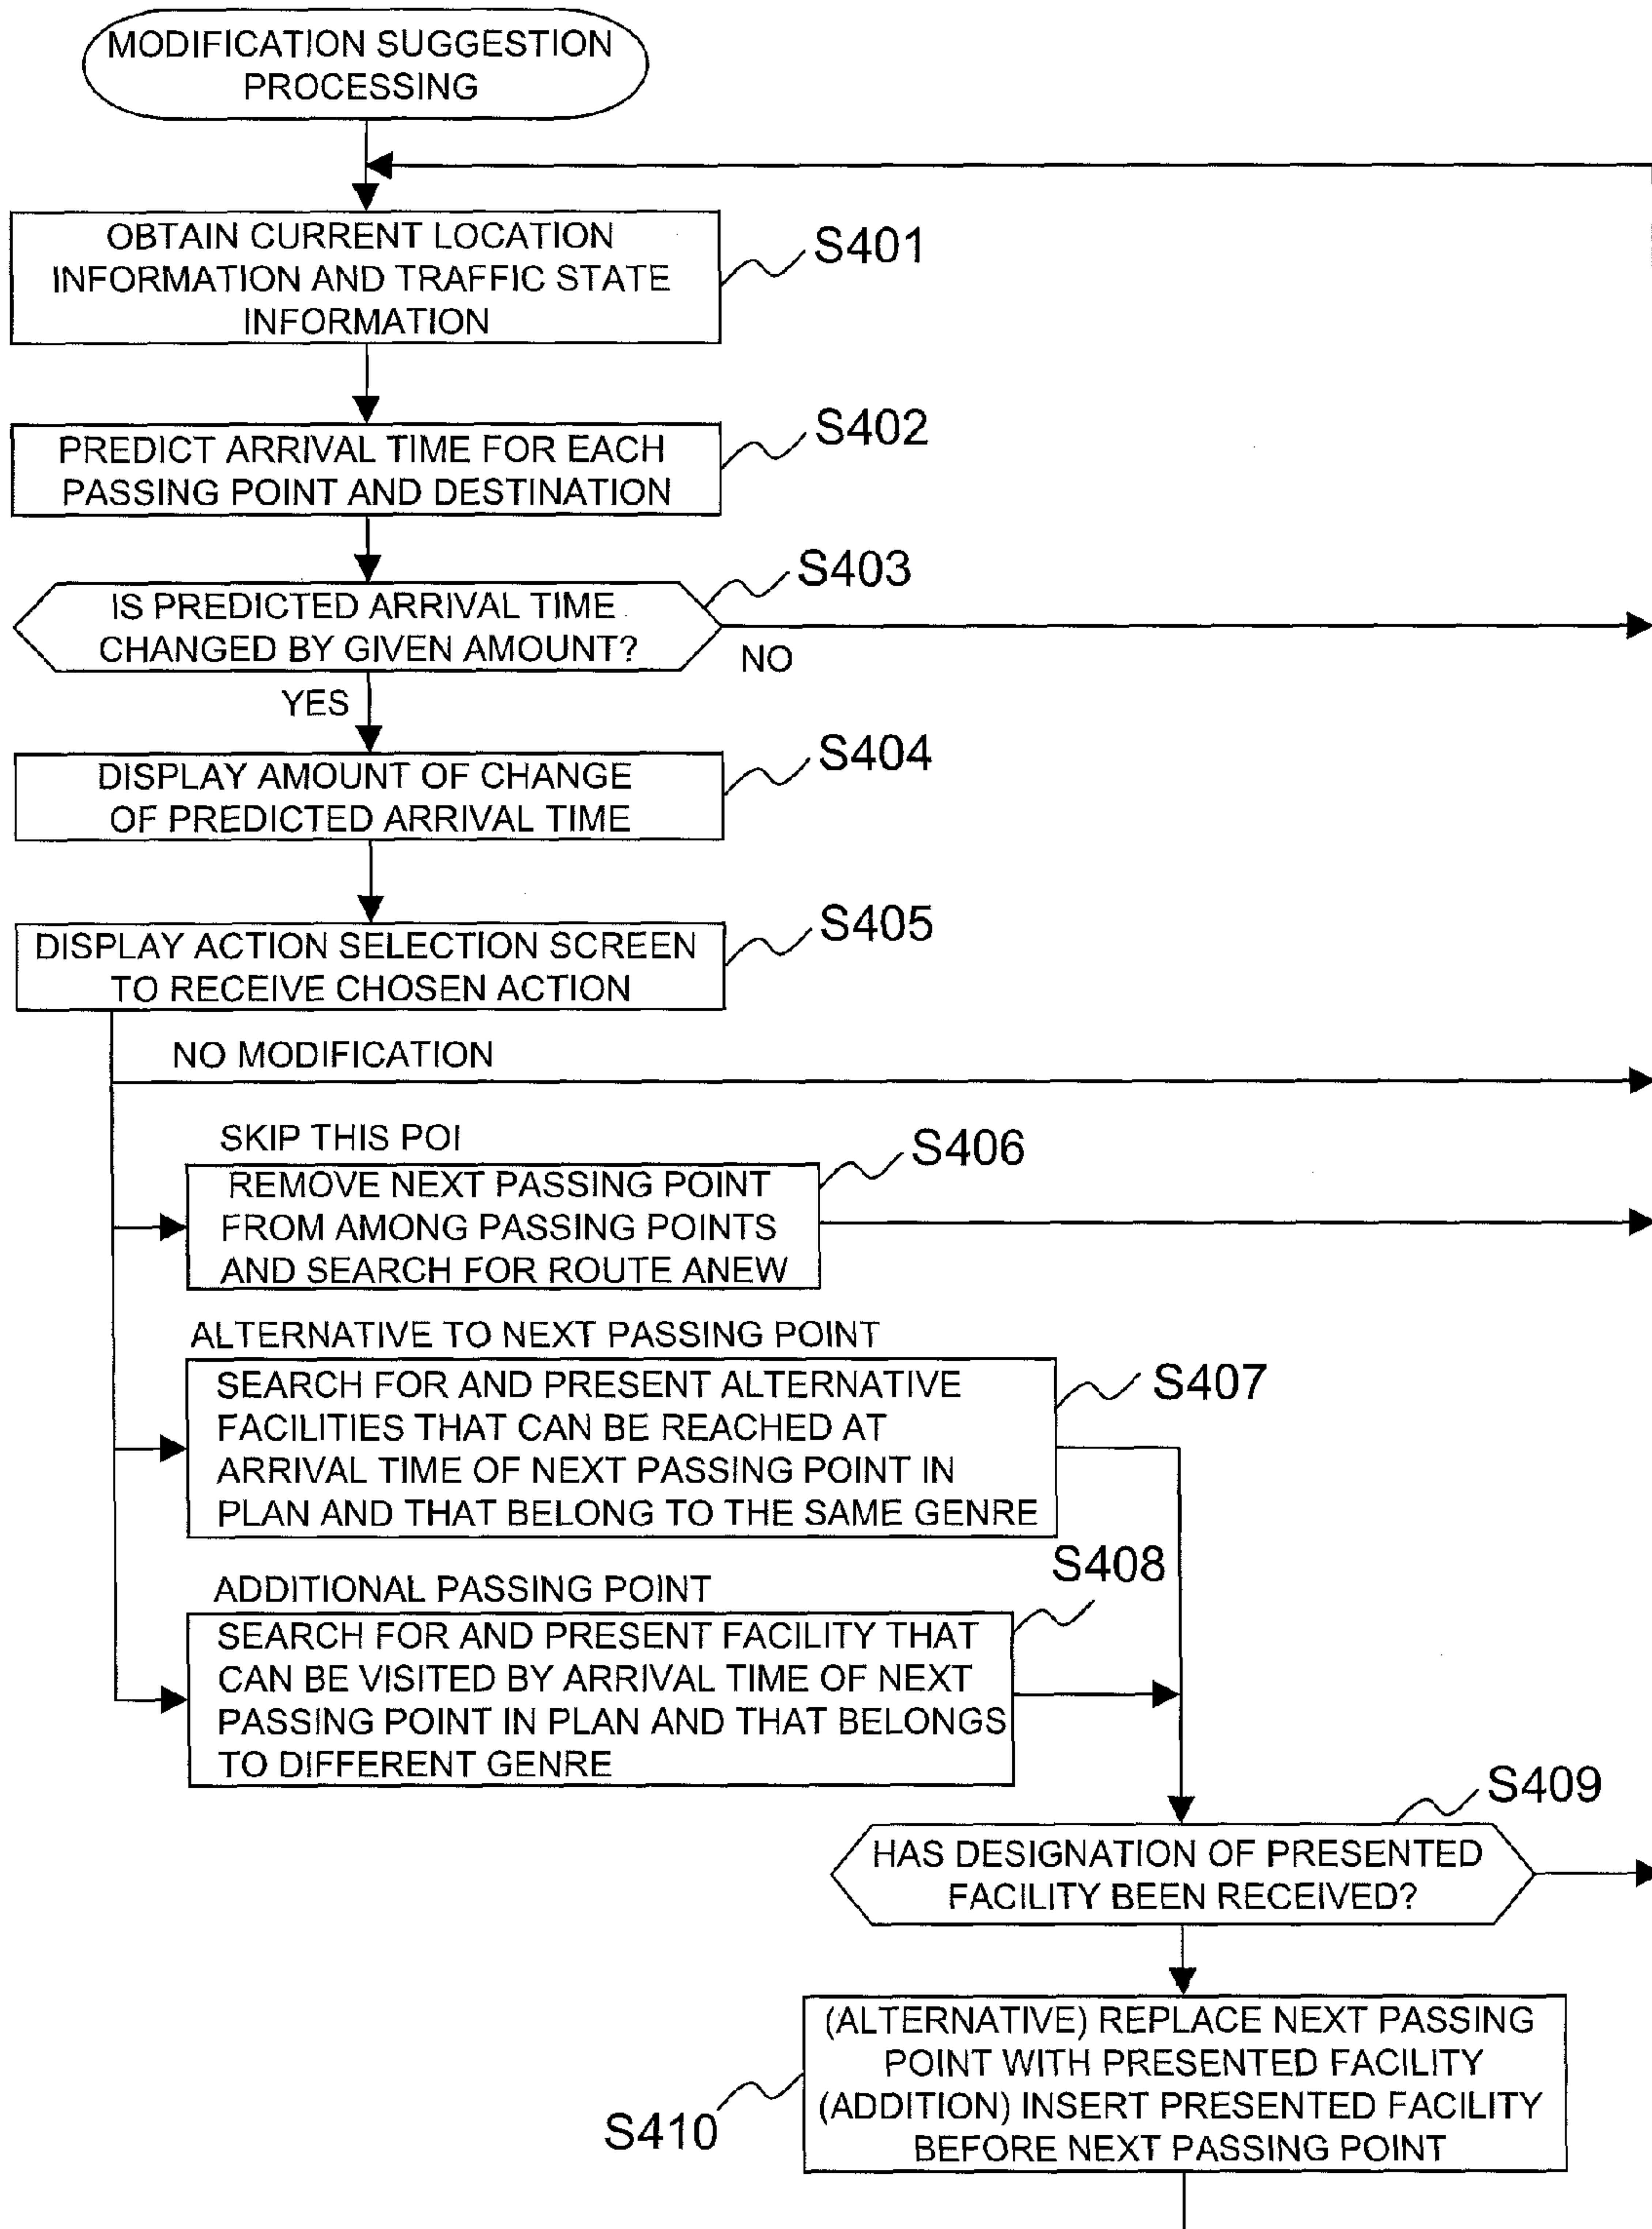 MODIFICATION SUGGESTION
PROCESSING
OBTAIN CURRENT LOCATION
INFORMATION AND TRAFFIC STATE
INFORMATION
S401
PREDICT ARRIVAL TIME FOR EACH
PASSING POINT AND DESTINATION
S402
IS PREDICTED ARRIVAL TIME
CHANGED BY GIVEN AMOUNT?
S403
NO
YES
DISPLAY AMOUNT OF CHANGE
OF PREDICTED ARRIVAL TIME
S404
DISPLAY ACTION SELECTION SCREEN
TO RECEIVE CHOSEN ACTION
S405
NO MODIFICATION
SKIP THIS POI
REMOVE NEXT PASSING POINT
FROM AMONG PASSING POINTS
AND SEARCH FOR ROUTE ANEW
S406
ALTERNATIVE TO NEXT PASSING POINT
SEARCH FOR AND PRESENT ALTERNATIVE
FACILITIES THAT CAN BE REACHED AT
ARRIVAL TIME OF NEXT PASSING POINT IN
PLAN AND THAT BELONG TO THE SAME GENRE
S407
ADDITIONAL PASSING POINT
SEARCH FOR AND PRESENT FACILITY THAT
CAN BE VISITED BY ARRIVAL TIME OF NEXT
PASSING POINT IN PLAN AND THAT BELONGS
TO DIFFERENT GENRE
S408
HAS DESIGNATION OF PRESENTED
FACILITY BEEN RECEIVED?
S409
(ALTERNATIVE) REPLACE NEXT PASSING
POINT WITH PRESENTED FACILITY
(ADDITION) INSERT PRESENTED FACILITY
BEFORE NEXT PASSING POINT
S410